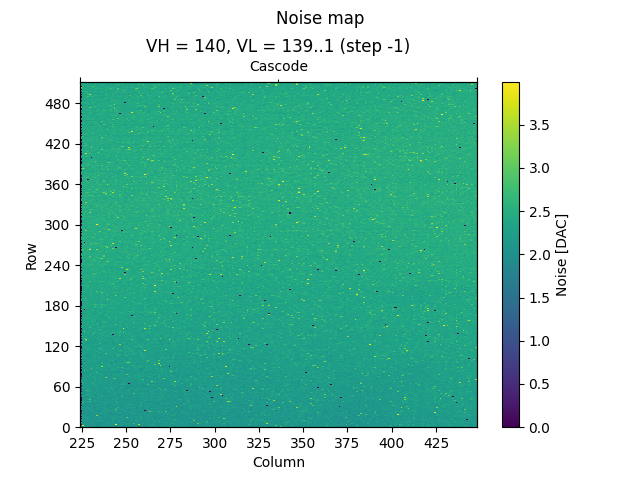 Noise map
VH = 140, VL = 139..1 (step -1)
Cascode
480
420
360
300
240
180
120
60
0
Row
225 250 275 300 325 350 375 400 425
Column
3.5
3.0
2.5
2.0
1.5
1.0
0.5
0.0
Noise [DAC]